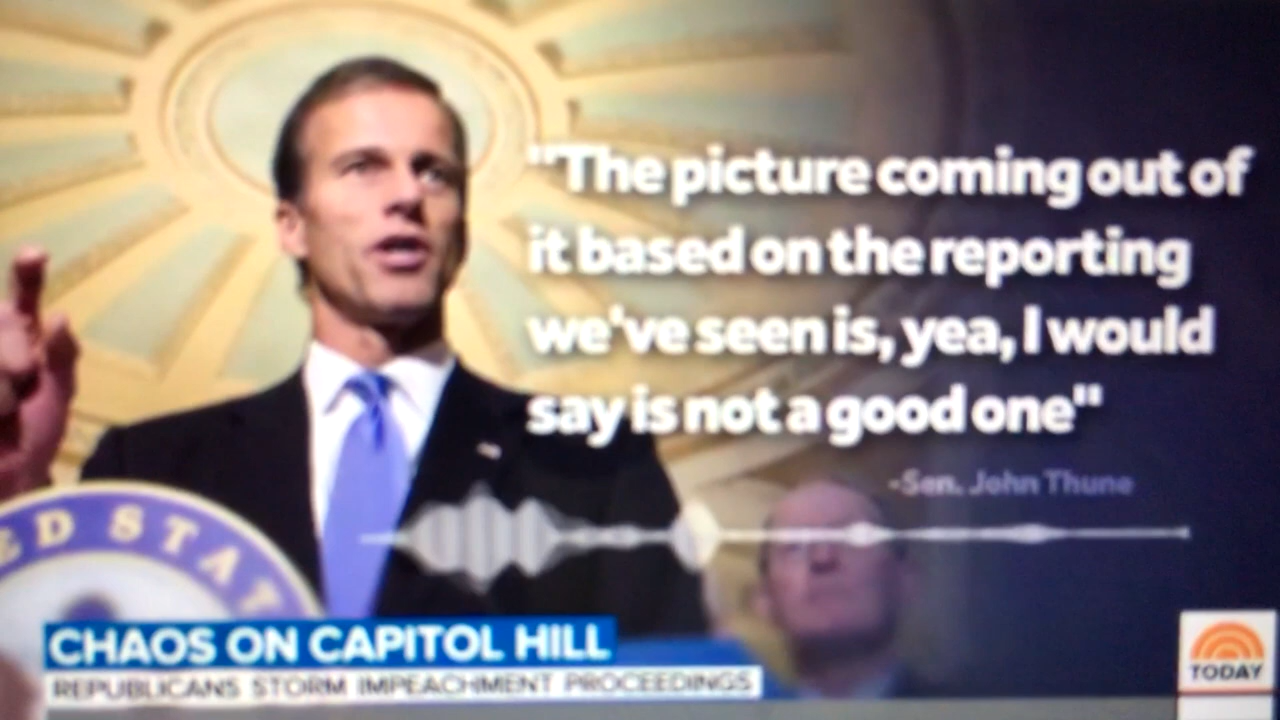 "The picture coming out of
it based on the reporting
we've seen is, yea, I would
say is not a good one"
-Sen. John Thune
ED STAT
CHAOS ON CAPITOL HILL
REPUBLICANS STORM IMPEACHMENT PROCEEDINGS
TODAY